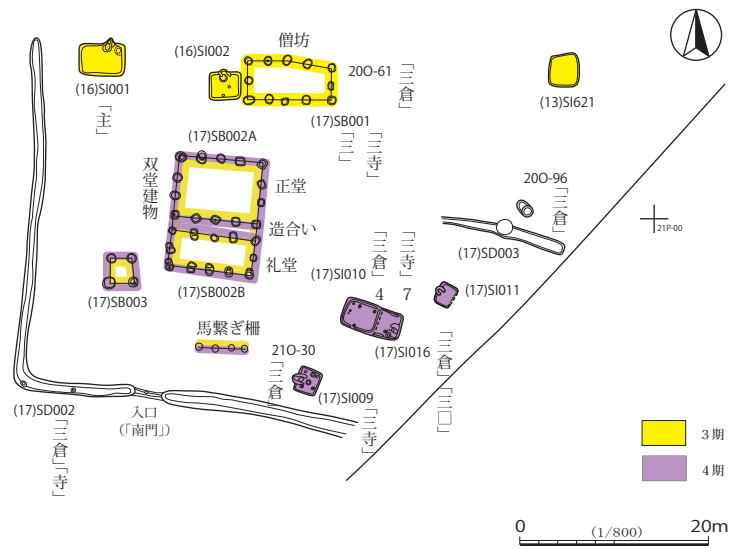 僧坊
(16)SI002
20O-61
「三倉」
(16)SI001
「主」
(13)SI621
(17)SB001
「三」
「三寺」
(17)SB002A
双堂建物
正堂
造合い
礼堂
20O-96
「三倉」
21P-00
(17)SD003
「三倉」4
「三寺」7
(17)SI010
(17)SI011
(17)SB003
(17)SB002B
馬繋ぎ柵
(17)SI016
「三倉」「三□」
21O-30
「三倉」
(17)SI009
「三寺」
(17)SD002
「三倉」「寺」
入口
(「南門」)
3期
4期
0
(1/800)
20m